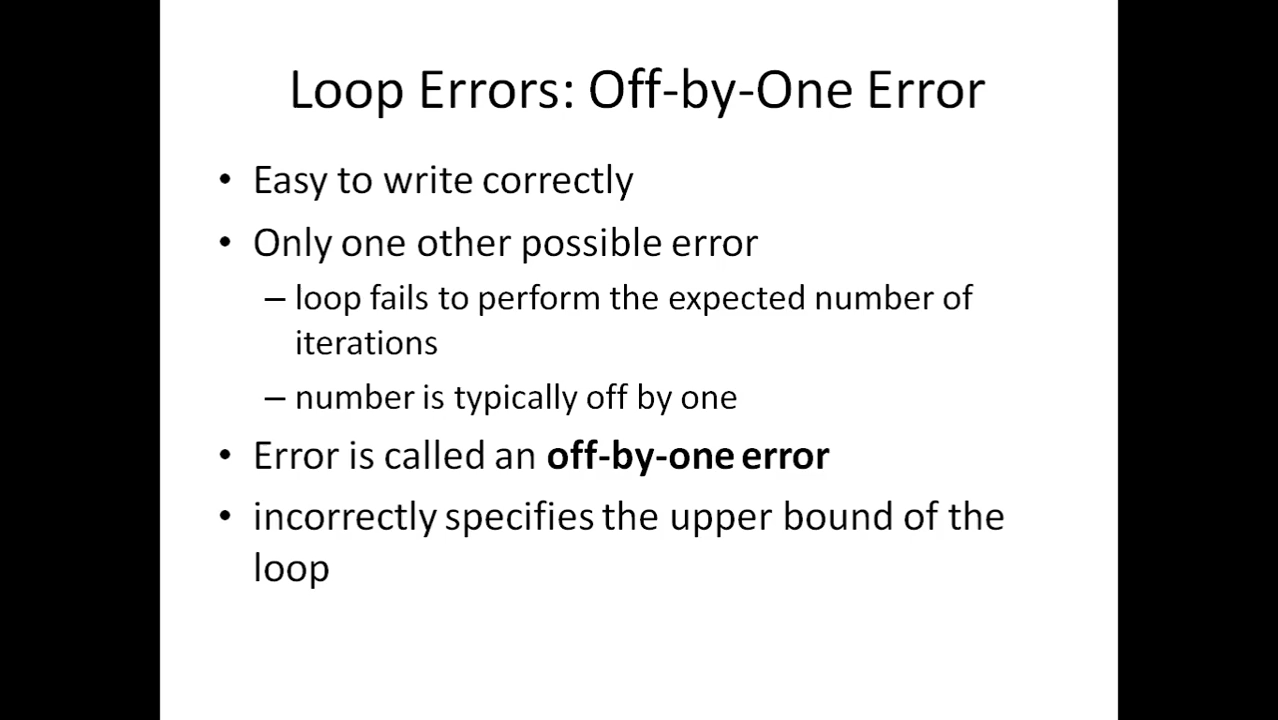 Loop Errors: Off-by-One Error
• Easy to write correctly
• Only one other possible error
– loop fails to perform the expected number of
iterations
– number is typically off by one
• Error is called an off-by-one error
• incorrectly specifies the upper bound of the
loop